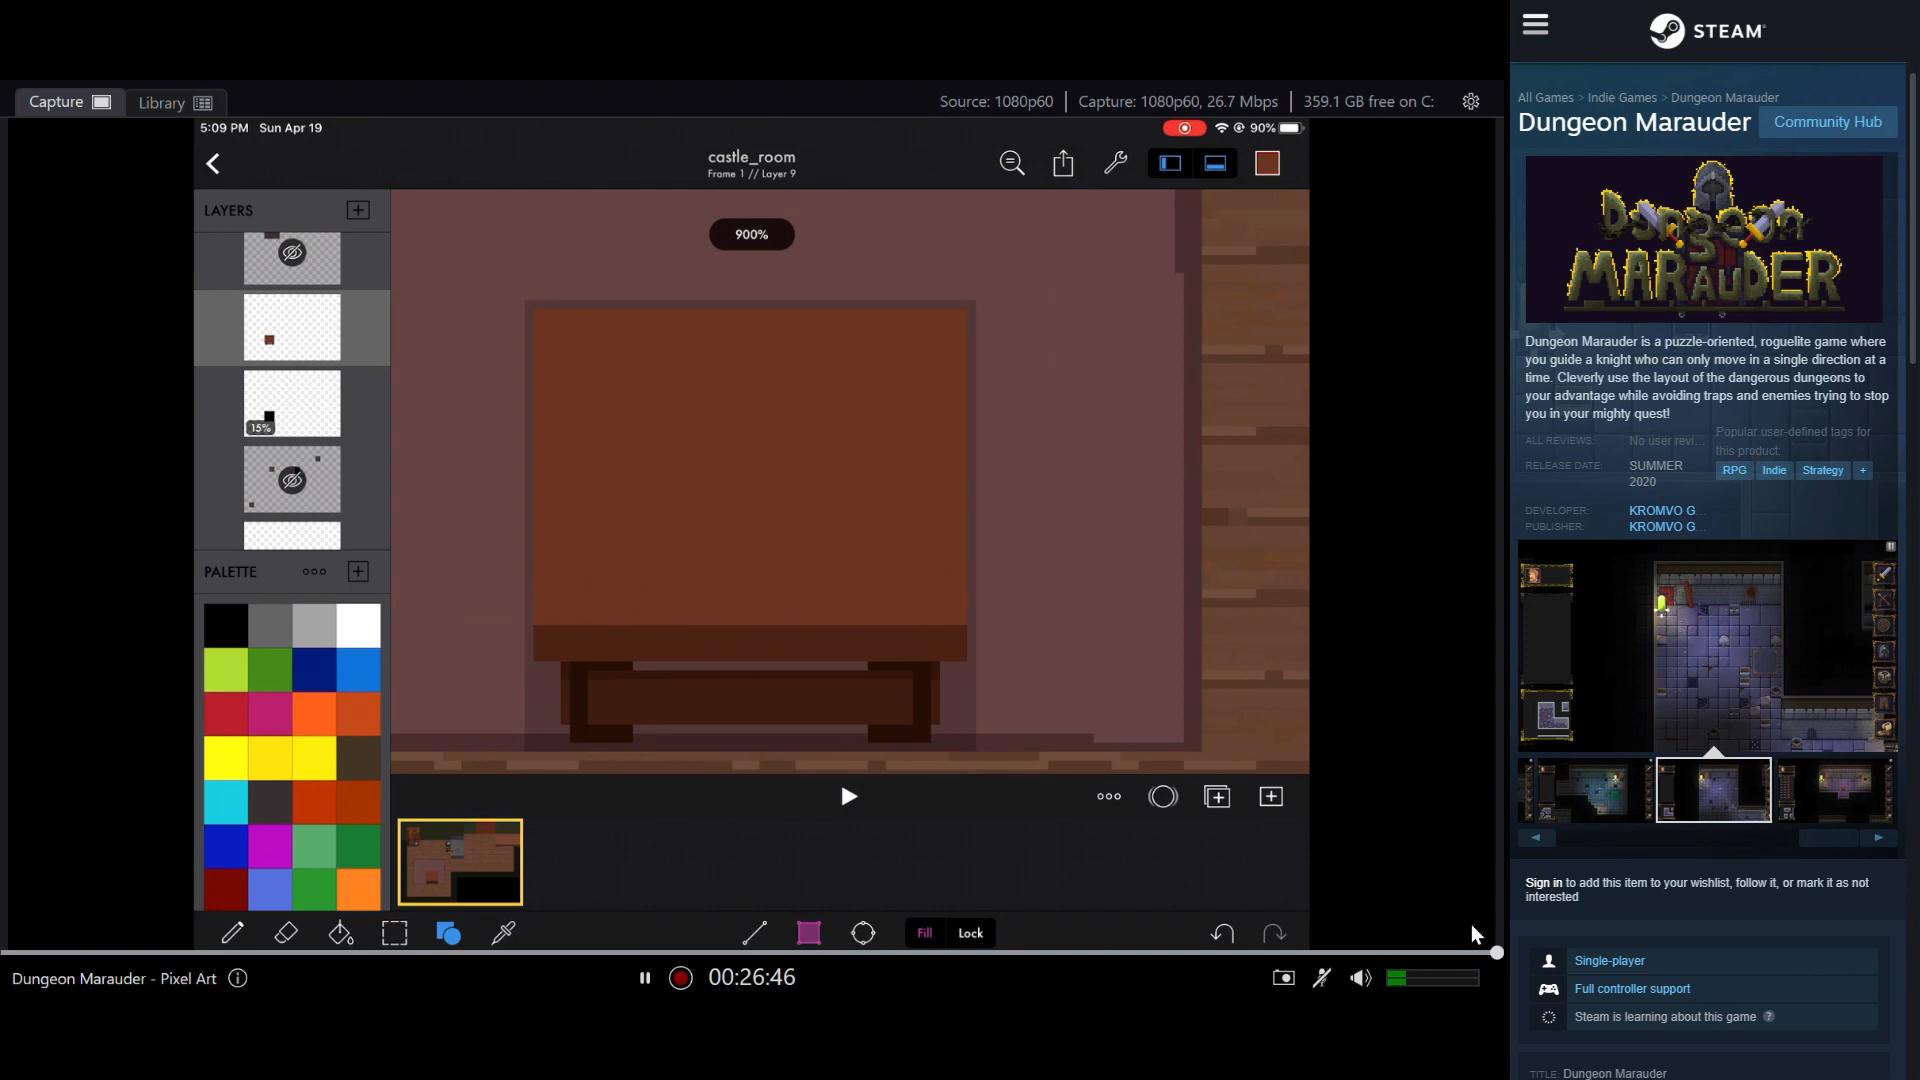 Capture
Library
Source: 1080p60
Capture: 1080p60, 26.7 Mbps
359.1 GB free on C:
5:09 PM Sun Apr 19
90%
castle_room
Frame 1 // Layer 9
LAYERS
900%
15%
PALETTE
Fill
Lock
Dungeon Marauder - Pixel Art
00:26:46
STEAM
All Games > Indie Games > Dungeon Marauder
Dungeon Marauder
Community Hub
Dungeon
MARAUDER
Dungeon Marauder is a puzzle-oriented, roguelite game where
you guide a knight who can only move in a single direction at a
time. Cleverly use the layout of the dangerous dungeons to
your advantage while avoiding traps and enemies trying to stop
you in your mighty quest!
ALL REVIEWS:
No user revi...
RELEASE DATE:
SUMMER
2020
Popular user-defined tags for
this product:
RPG
Indie
Strategy
+
DEVELOPER:
KROMVO G...
PUBLISHER:
KROMVO G...
Sign in to add this item to your wishlist, follow it, or mark it as not
interested
Single-player
Full controller support
Steam is learning about this game ?
TITLE: Dungeon Marauder